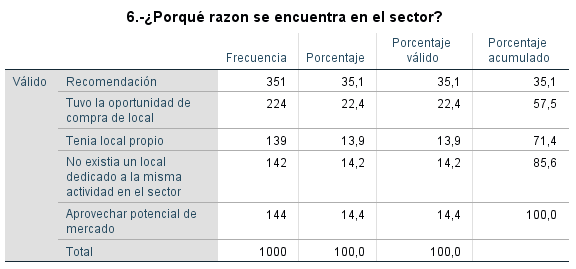 6.-¿Porqué razon se encuentra en el sector?
Frecuencia Porcentaje Porcentaje válido Porcentaje acumulado
Válido Recomendación 351 35,1 35,1 35,1
Tuvo la oportunidad de
compra de local 224 22,4 22,4 57,5
Tenia local propio 139 13,9 13,9 71,4
No existia un local
dedicado a la misma
actividad en el sector 142 14,2 14,2 85,6
Aprovechar potencial de
mercado 144 14,4 14,4 100,0
Total 1000 100,0 100,0